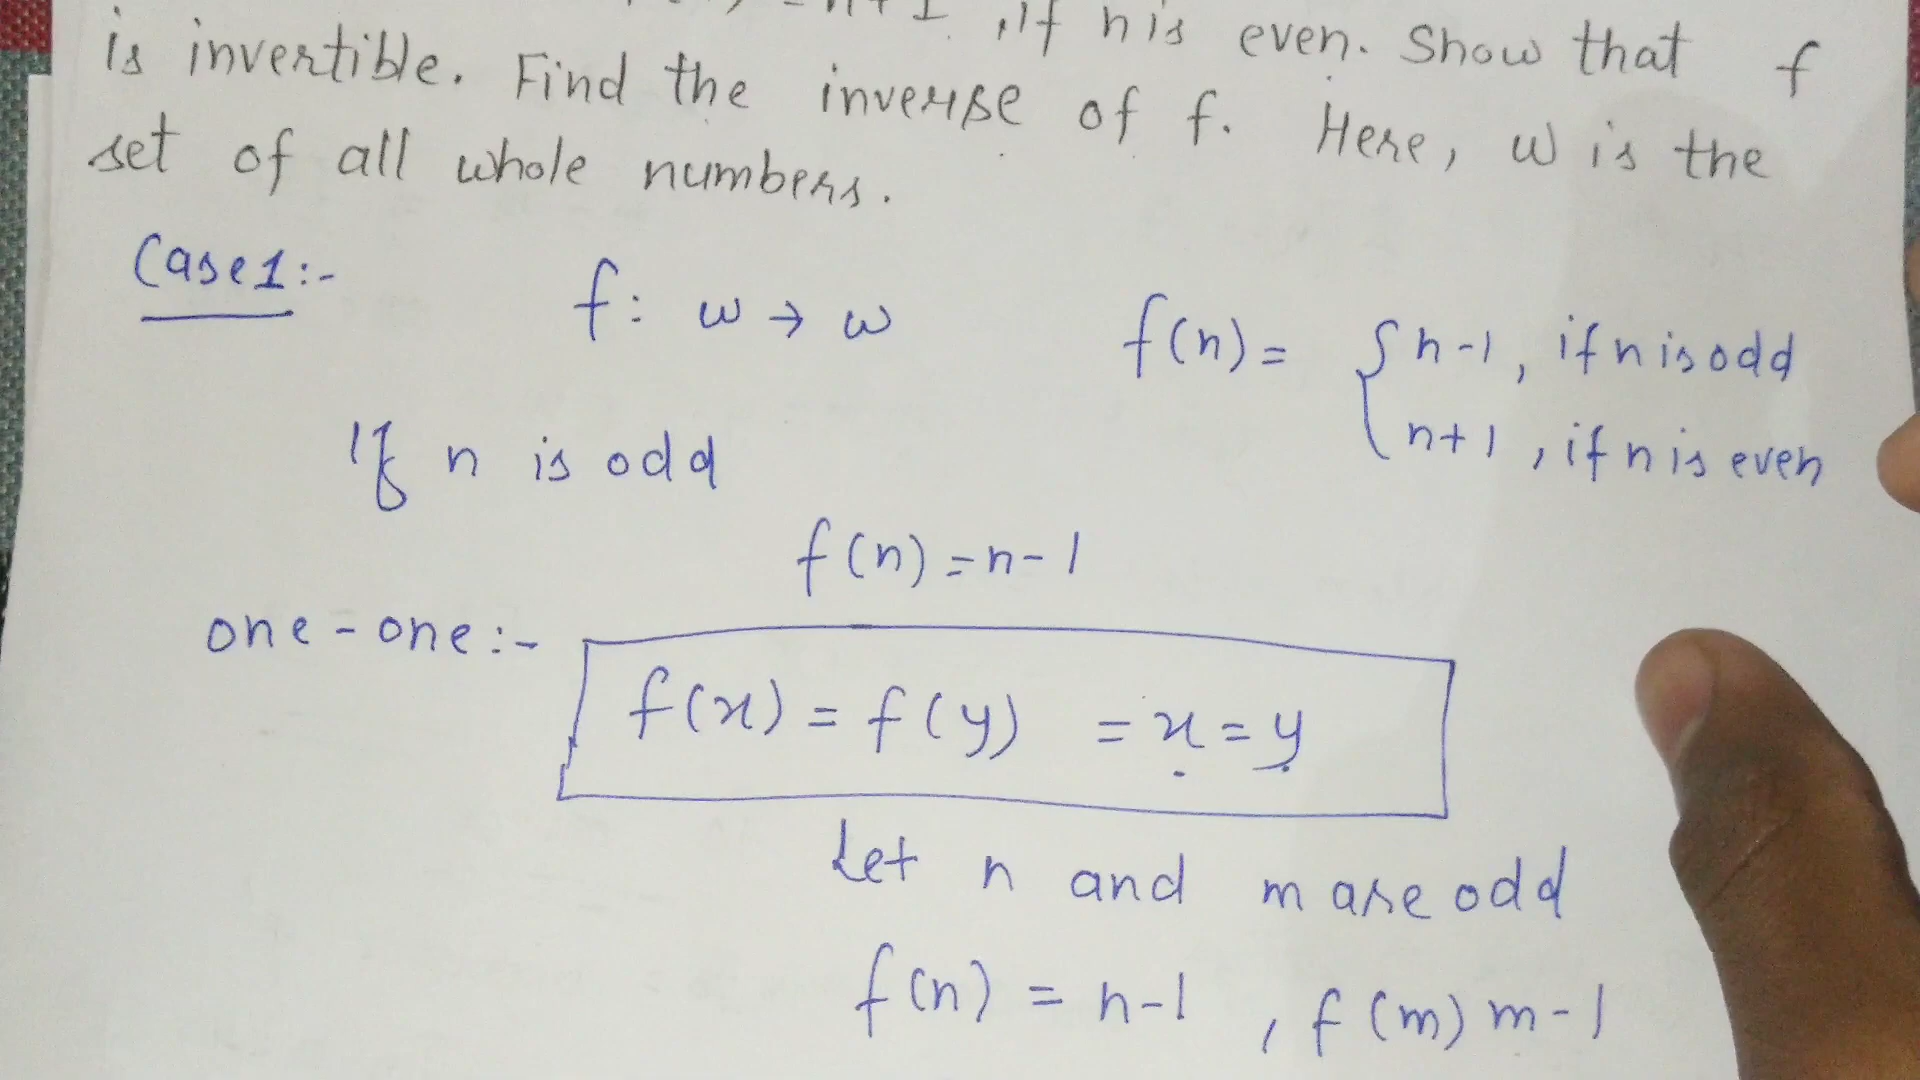 = n+1, if n is even. Show that f
is invertible. Find the inverse of f. Here, W is the
set of all whole numbers.
Case1:-
f: w → w
f(n) = { n-1, if n is odd
n+1, if n is even
If n is odd
f(n) = n-1
one-one:-
f(x) = f(y) = x = y
Let n and m are odd
f(n) = n-1 , f(m) m-1